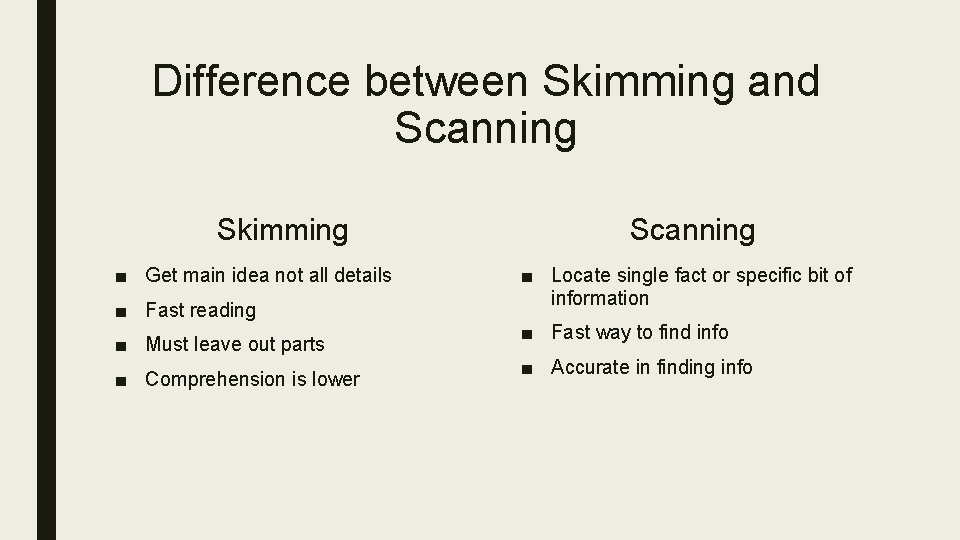 Difference between Skimming and
Scanning
Skimming
■ Get main idea not all details
■ Fast reading
■ Must leave out parts
■ Comprehension is lower
Scanning
■ Locate single fact or specific bit of
information
■ Fast way to find info
■ Accurate in finding info